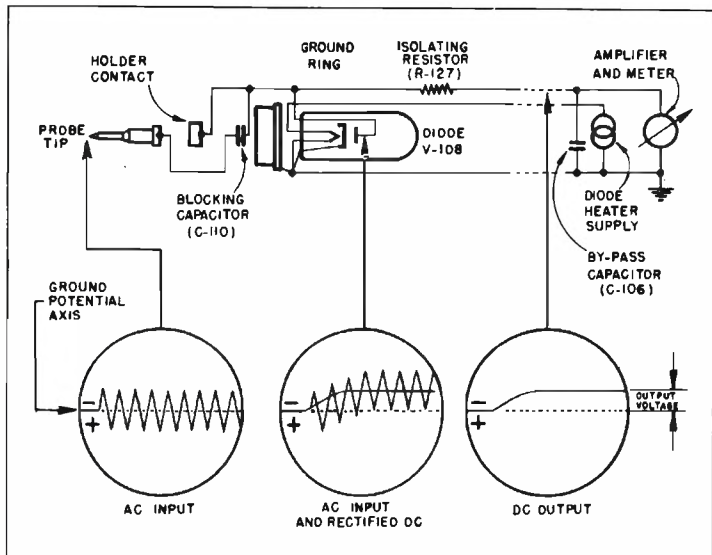 HOLDER
CONTACT
GROUND
RING
ISOLATING
RESISTOR
(R-127)
AMPLIFIER
AND METER
PROBE
TIP
DIODE
V-108
BLOCKING
CAPACITOR
(C-110)
DIODE
HEATER
SUPPLY
BY-PASS
CAPACITOR
(C-106)
GROUND
POTENTIAL
AXIS
−
+
−
+
−
+
OUTPUT
VOLTAGE
AC INPUT
AC INPUT
AND RECTIFIED DC
DC OUTPUT